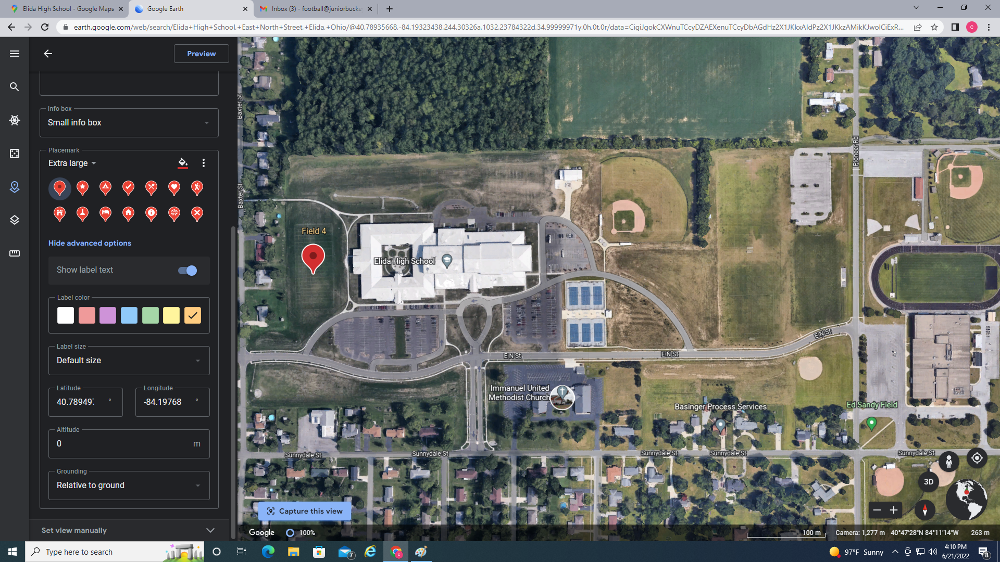 Elida High School - Google Maps
Google Earth
Inbox (3) - football@juniorbucke
earth.google.com/web/search/Elida+High+School,+East+North+Street,+Elida,+Ohio/@40.78935668,-84.19323438,244.30326a,1032.23784322d,34.99999971y,0h,0t,0r/data=CigiJgokCXWnuTCcyDZAEXenuTCcyDbAGdHz2X1JKkxAIdPz2X1JKkzAMikKJwolCiExR...
c
Preview
Info box
Small info box
Placemark
Extra large
Hide advanced options
Show label text
Label color
Label size
Default size
Latitude
Longitude
40.789497
°
-84.19768
°
Altitude
0
m
Grounding
Relative to ground
Set view manually
Baxter St
Baxter St
Pioneer Rd
Field 4
Elida High School
E N St
E N St
E N St
Immanuel United
Methodist Church
Basinger Process Services
Ed Sandy Field
Sunnydale St
Sunnydale St
Sunnydale St
Sunnydale St
Sunnydale St
3D
Capture this view
Google
100%
100 m
Camera: 1,277 m
40°47'28"N 84°11'14"W
263 m
Type here to search
7
c
97°F Sunny
4:10 PM
6/21/2022
8